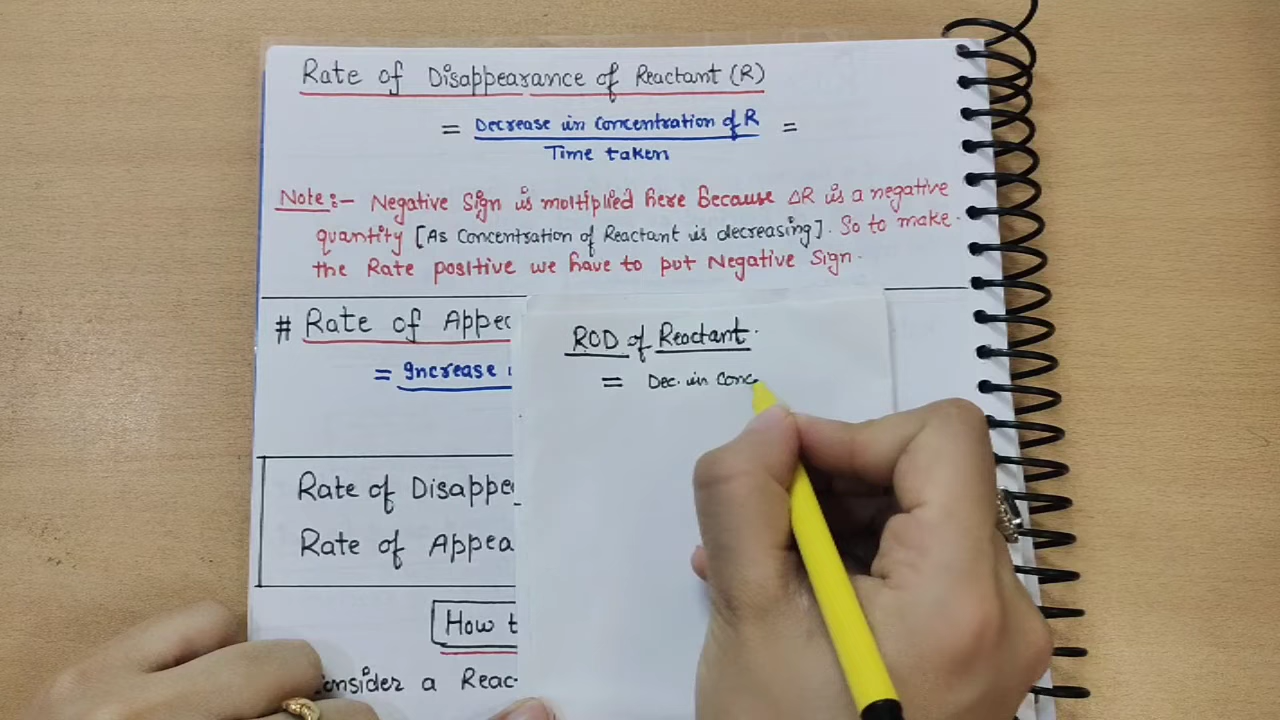 Rate of Disappearance of Reactant (R)
= Decrease in Concentration of R =
Time taken
Note:- Negative Sign is moltiplied here Because ΔR is a negative
quantity [As Concentration of Reactant is decreasing]. So to make
the Rate positive we have to put Negative Sign.
# Rate of Appe
= Increase
Rate of Disappe
Rate of Appea
How t
onsider a Reac
ROD of Reactant.
= Dec. in Conc